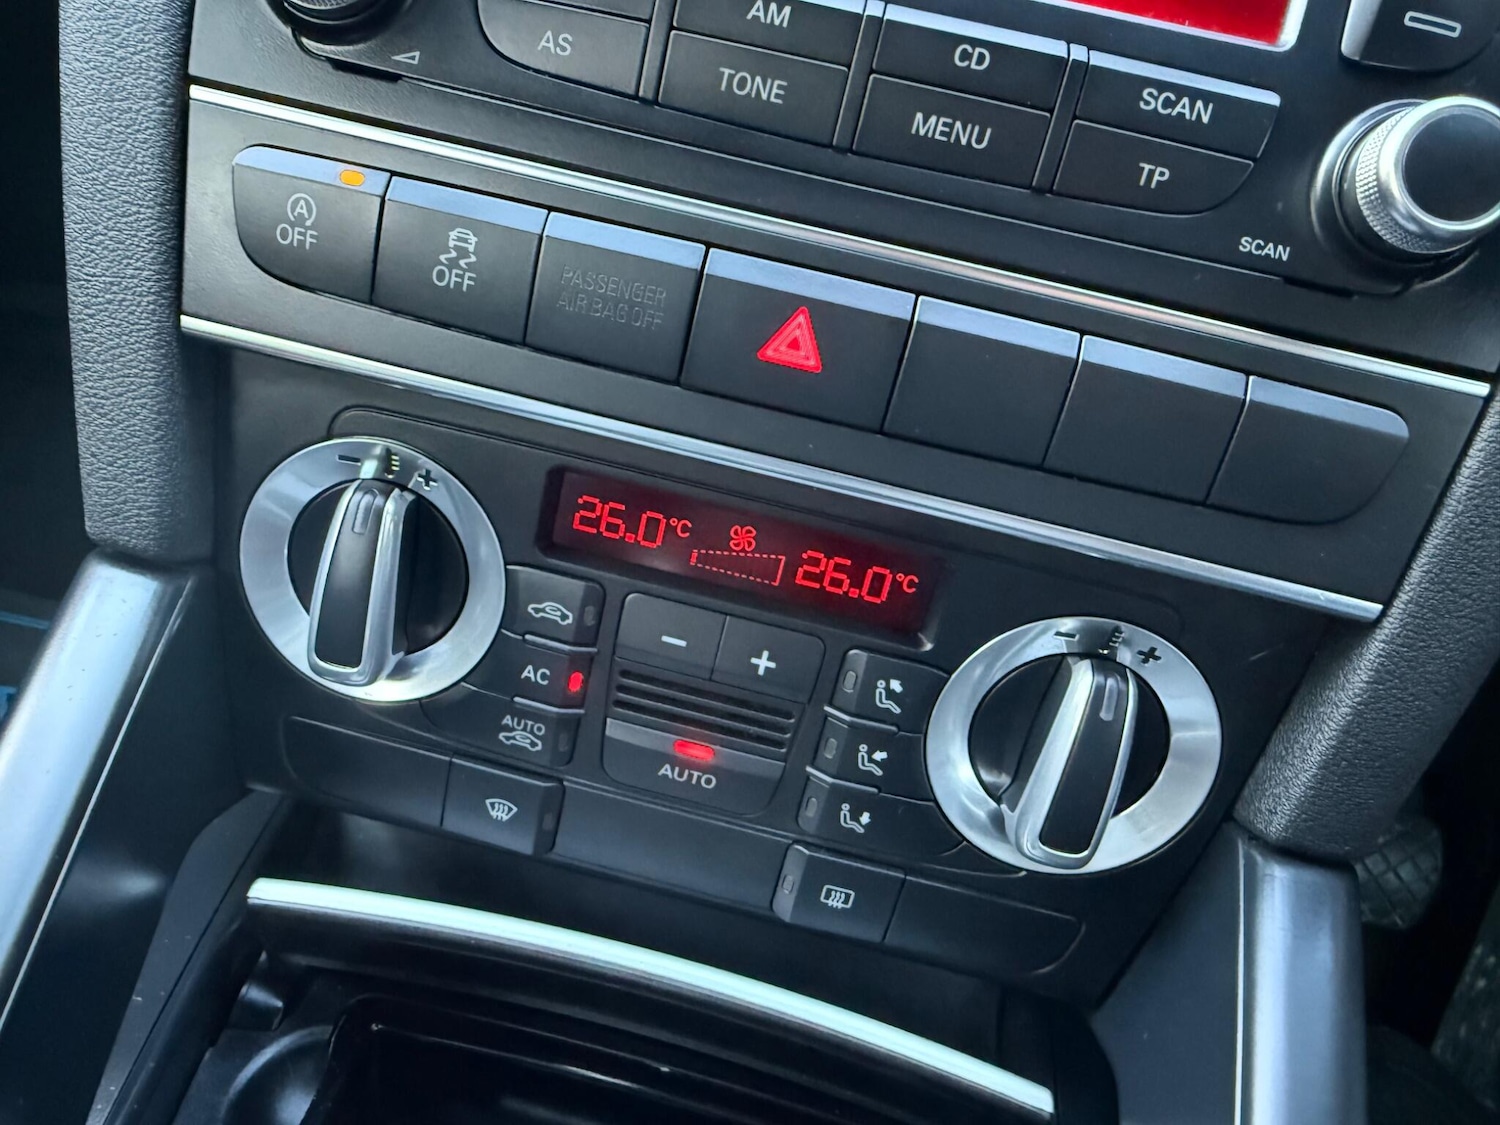 AM
AS
CD
TONE
SCAN
MENU
TP
SCAN
A
OFF
OFF
PASSENGER
AIR BAG OFF
− +
26.0°C
26.0°C
− +
− +
AC
AUTO
AUTO